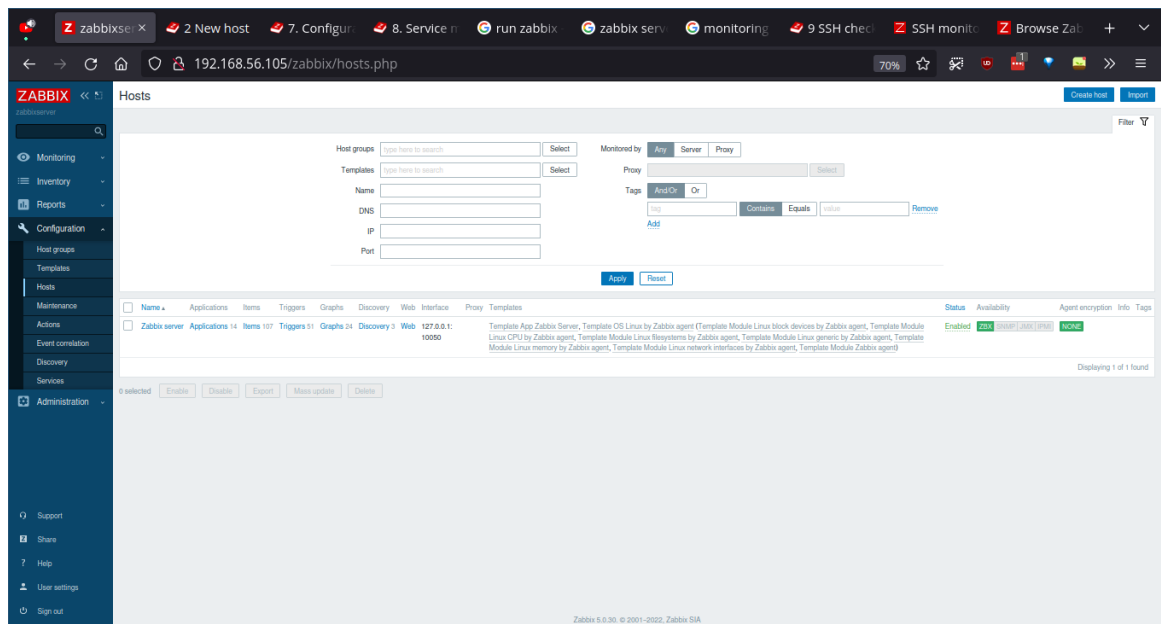 zabbixser
2 New host
7. Configur
8. Service m
run zabbix
zabbix serv
monitoring
9 SSH chec
SSH monito
Browse Zab
192.168.56.105/zabbix/hosts.php
70%
1
ZABBIX
zabbixserver
Monitoring
Inventory
Reports
Configuration
Host groups
Templates
Hosts
Maintenance
Actions
Event correlation
Discovery
Services
Administration
Support
Share
Help
User settings
Sign out
Hosts
Create host Import
Filter
Host groups type here to search Select
Templates type here to search Select
Name
DNS
IP
Port
Monitored by Any Server Proxy
Proxy Select
Tags And/Or Or
tag Contains Equals value Remove
Add
Apply Reset
Name Applications Items Triggers Graphs Discovery Web Interface Proxy Templates Status Availability Agent encryption Info Tags
Zabbix server Applications 14 Items 107 Triggers 51 Graphs 24 Discovery 3 Web 127.0.0.1: 10050
Template App Zabbix Server, Template OS Linux by Zabbix agent (Template Module Linux block devices by Zabbix agent, Template Module
Linux CPU by Zabbix agent, Template Module Linux filesystems by Zabbix agent, Template Module Linux generic by Zabbix agent, Template
Module Linux memory by Zabbix agent, Template Module Linux network interfaces by Zabbix agent, Template Module Zabbix agent)
Enabled ZBX SNMP JMX IPMI NONE
Displaying 1 of 1 found
0 selected Enable Disable Export Mass update Delete
Zabbix 5.0.30. © 2001–2022, Zabbix SIA